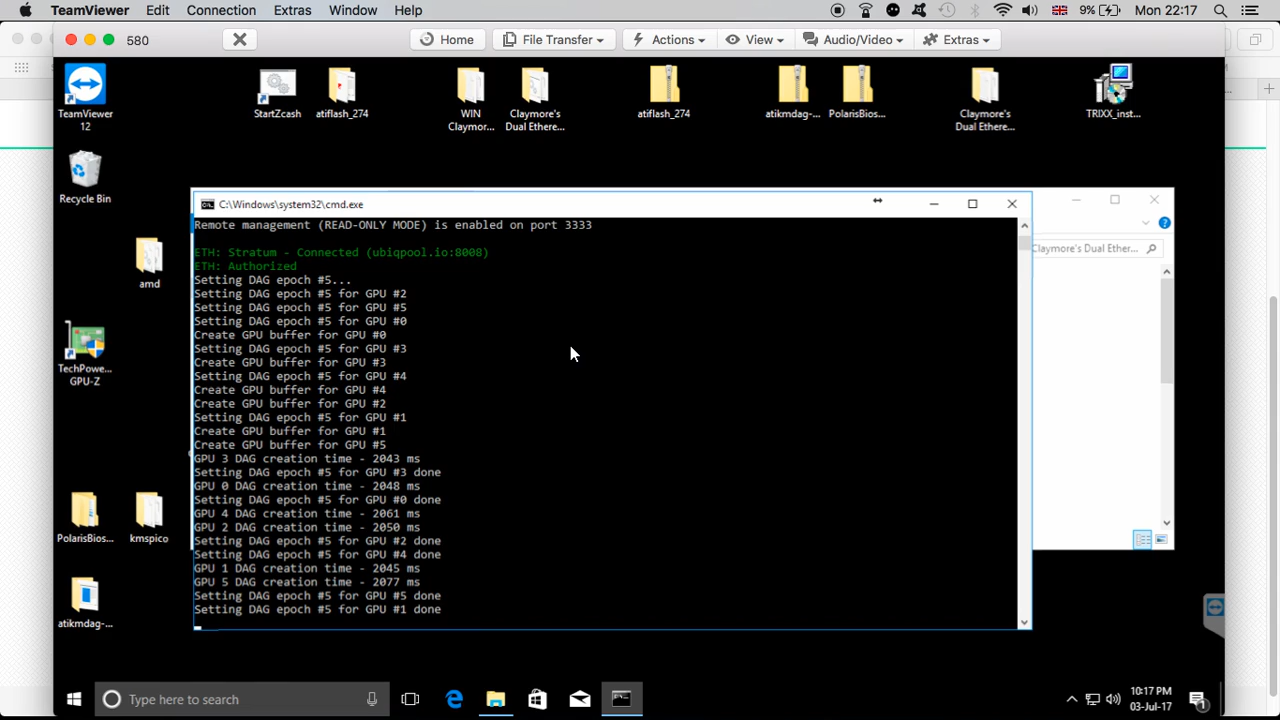 TeamViewer Edit Connection Extras Window Help 9% Mon 22:17
580 Home File Transfer Actions View Audio/Video Extras
TeamViewer
12
StartZcash
atiflash_274
WIN
Claymor...
Claymore's
Dual Ethere...
atiflash_274
atikmdag-...
PolarisBios...
Claymore's
Dual Ethere...
TRIXX_inst...
Recycle Bin
amd
TechPowe...
GPU-Z
PolarisBios...
kmspico
atikmdag-...
C:\Windows\system32\cmd.exe
Claymore's Dual Ether...
Remote management (READ-ONLY MODE) is enabled on port 3333
ETH: Stratum - Connected (ubiqpool.io:8008)
ETH: Authorized
Setting DAG epoch #5...
Setting DAG epoch #5 for GPU #2
Setting DAG epoch #5 for GPU #5
Setting DAG epoch #5 for GPU #0
Create GPU buffer for GPU #0
Setting DAG epoch #5 for GPU #3
Create GPU buffer for GPU #3
Setting DAG epoch #5 for GPU #4
Create GPU buffer for GPU #4
Create GPU buffer for GPU #2
Setting DAG epoch #5 for GPU #1
Create GPU buffer for GPU #1
Create GPU buffer for GPU #5
GPU 3 DAG creation time - 2043 ms
Setting DAG epoch #5 for GPU #3 done
GPU 0 DAG creation time - 2048 ms
Setting DAG epoch #5 for GPU #0 done
GPU 4 DAG creation time - 2061 ms
GPU 2 DAG creation time - 2050 ms
Setting DAG epoch #5 for GPU #2 done
Setting DAG epoch #5 for GPU #4 done
GPU 1 DAG creation time - 2045 ms
GPU 5 DAG creation time - 2077 ms
Setting DAG epoch #5 for GPU #5 done
Setting DAG epoch #5 for GPU #1 done
Type here to search
10:17 PM
03-Jul-17
1